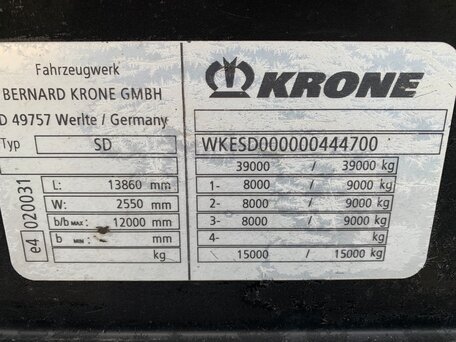 Fahrzeugwerk
BERNARD KRONE GMBH
D 49757 Werlte / Germany
Typ SD
e4 020031
L: 13860 mm
W: 2550 mm
b/b MAX: 12000 mm
b MIN: mm
kg
KRONE
WKESD000000444700
39000 / 39000 kg
1- 8000 / 9000 kg
2- 8000 / 9000 kg
3- 8000 / 9000 kg
4- / kg
15000 / 15000 kg